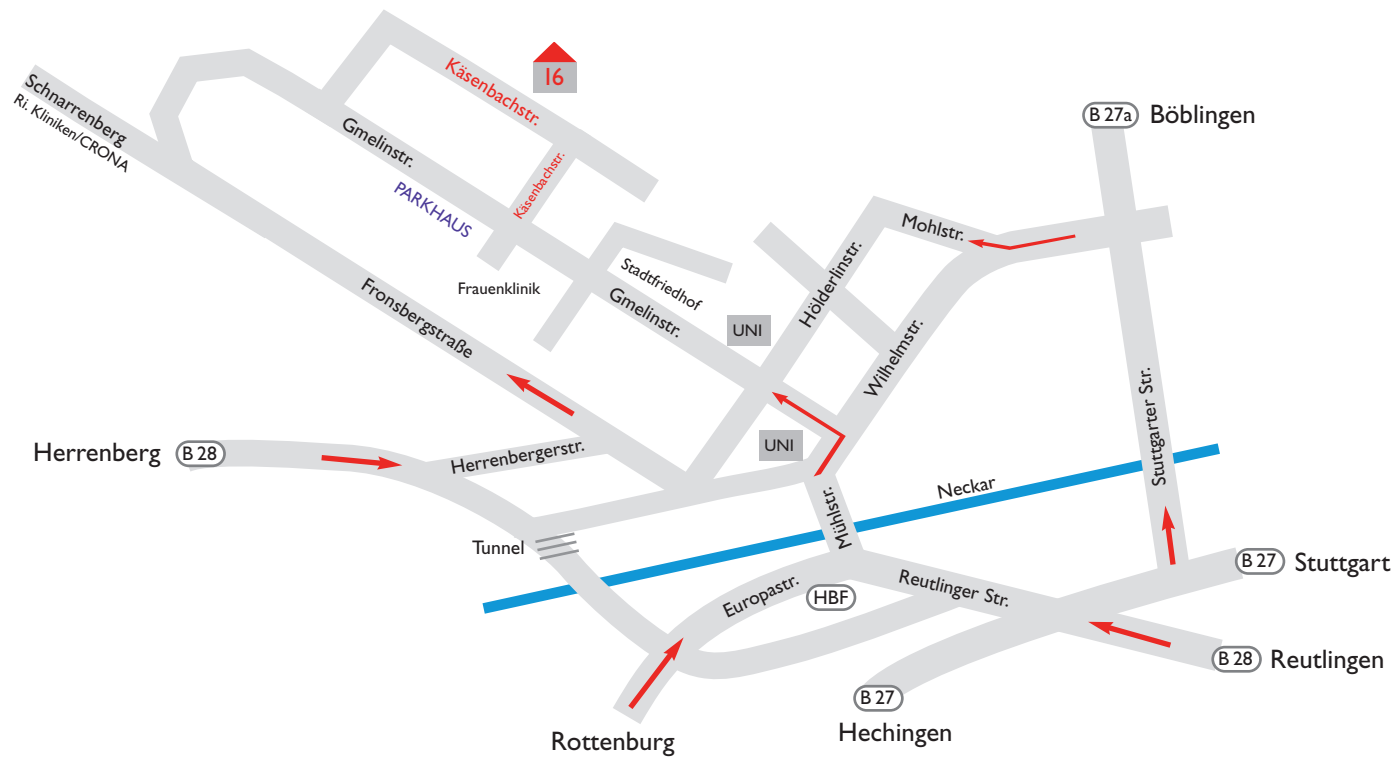 16
Käsenbachstr.
Schnarrenberg
Ri. Kliniken/CRONA
Gmelinstr.
PARKHAUS
Käsenbachstr.
B 27a Böblingen
Mohlstr.
Hölderlinstr.
Stadtfriedhof
Frauenklinik
Gmelinstr.
UNI
Fronsbergstraße
Wilhelmstr.
Stuttgarter Str.
UNI
Herrenberg B 28
Herrenbergerstr.
Neckar
Mühlstr.
Tunnel
B 27 Stuttgart
Europastr.
HBF
Reutlinger Str.
B 28 Reutlingen
B 27
Hechingen
Rottenburg